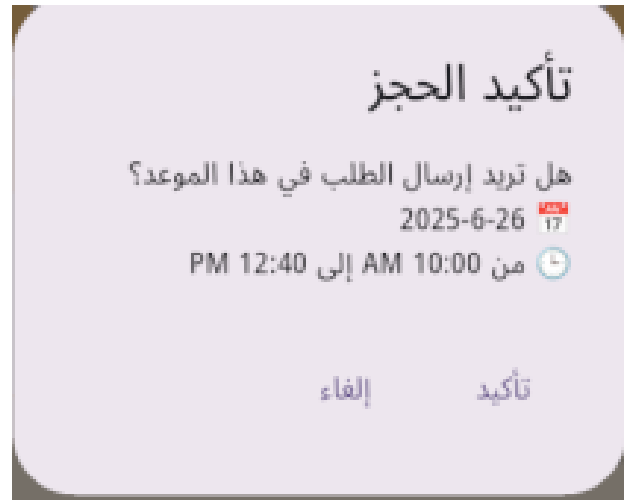 تأكيد الحجز
هل تريد إرسال الطلب في هذا الموعد؟
📅 2025-6-26
🕒 من 10:00 AM إلى 12:40 PM
تأكيد إلغاء